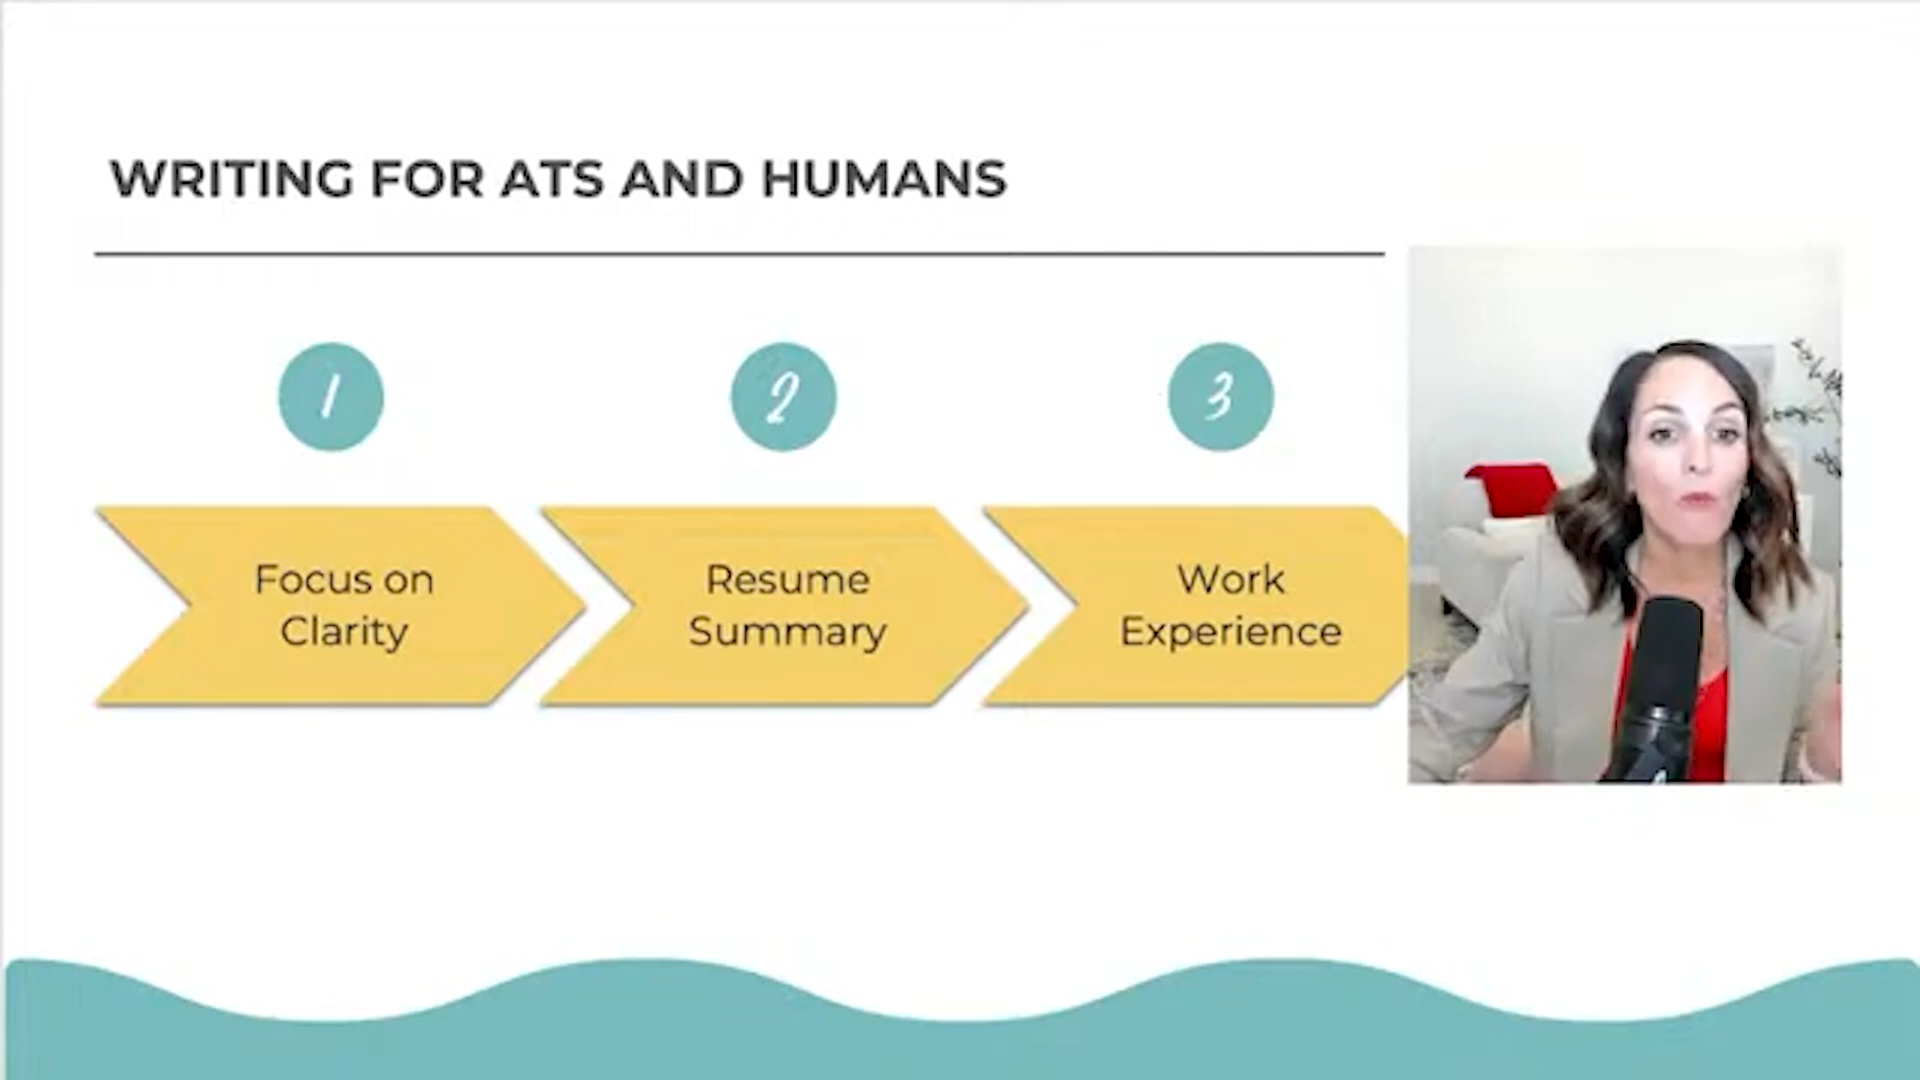 WRITING FOR ATS AND HUMANS
1
2
3
Focus on
Clarity
Resume
Summary
Work
Experience